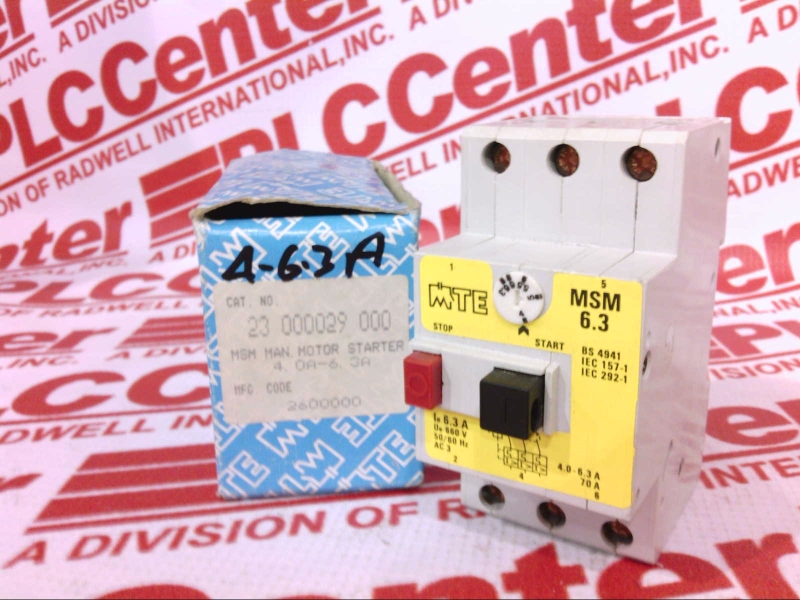 PLCCenter
A DIVISION OF RADWELL INTERNATIONAL, INC.
4-6.3A
CAT. NO.
23 000029 000
MSM MAN MOTOR STARTER
4.0A-6.3A
MFC CODE
2600000
MTE
1
5
MTE
MSM
6.3
STOP
START
BS 4941
IEC 157-1
IEC 292-1
Ie 6.3 A
Ue 660 V
50/60 Hz
AC 3
2
4
4.0-6.3 A
70 A
6